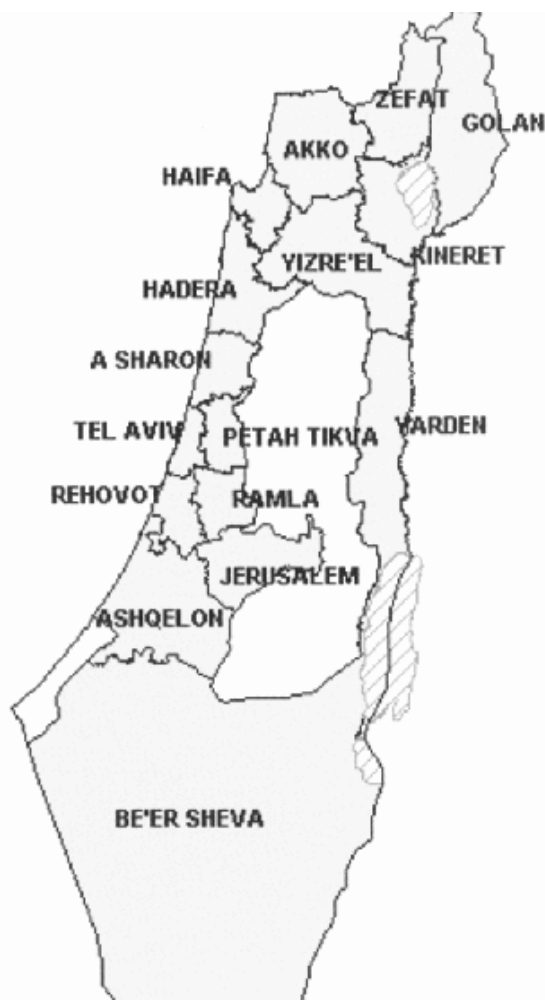 ZEFAT
GOLAN
AKKO
HAIFA
KINERET
YIZRE'EL
HADERA
A SHARON
TEL AVIV
PETAH TIKVA
YARDEN
REHOVOT
RAMLA
JERUSALEM
ASHQELON
BE'ER SHEVA